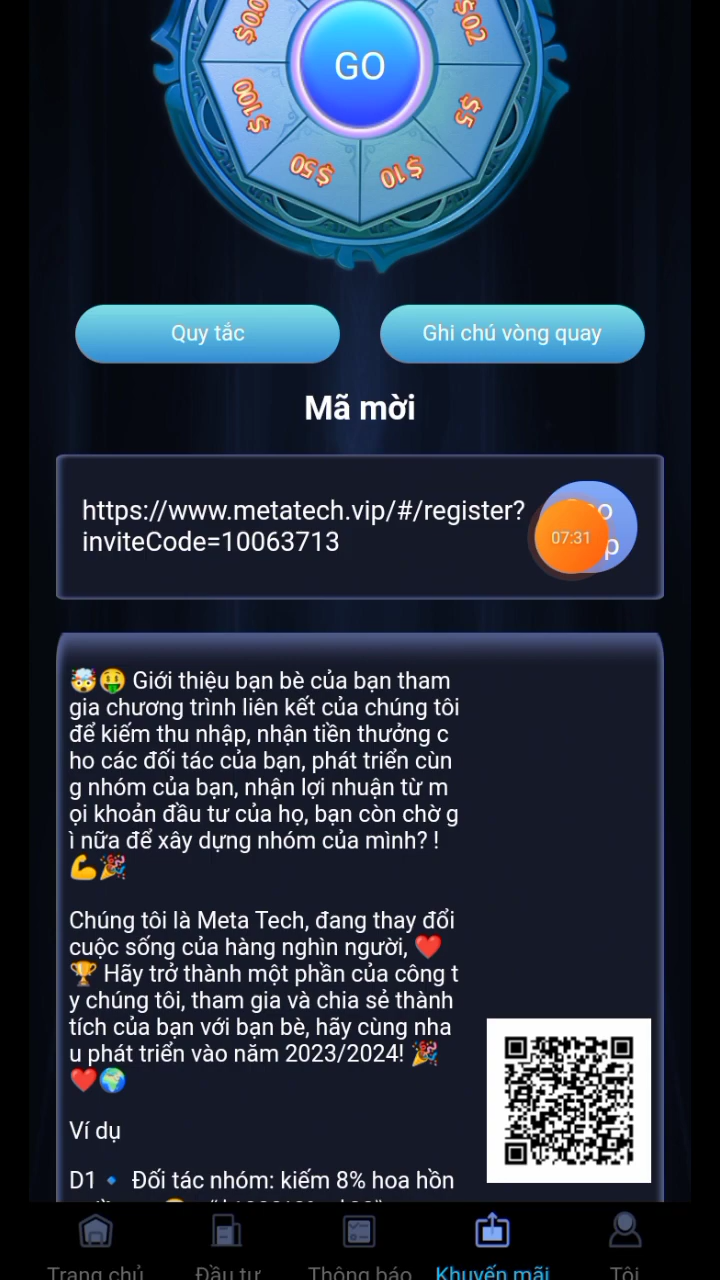 $20
$100
$5
$50
$10
GO
Quy tắc
Ghi chú vòng quay
Mã mời
https://www.metatech.vip/#/register?
inviteCode=10063713
07:31
🤯🤑 Giới thiệu bạn bè của bạn tham
gia chương trình liên kết của chúng tôi
để kiếm thu nhập, nhận tiền thưởng c
ho các đối tác của bạn, phát triển cùn
g nhóm của bạn, nhận lợi nhuận từ m
ọi khoản đầu tư của họ, bạn còn chờ g
ì nữa để xây dựng nhóm của mình? !
💪🎉
Chúng tôi là Meta Tech, đang thay đổi
cuộc sống của hàng nghìn người, ❤️
🏆 Hãy trở thành một phần của công t
y chúng tôi, tham gia và chia sẻ thành
tích của bạn với bạn bè, hãy cùng nha
u phát triển vào năm 2023/2024! 🎉
❤️🌍
Ví dụ
D1🔹 Đối tác nhóm: kiếm 8% hoa hồn
Trang chủ
Đầu tư
Thông báo
Khuyến mãi
Tôi